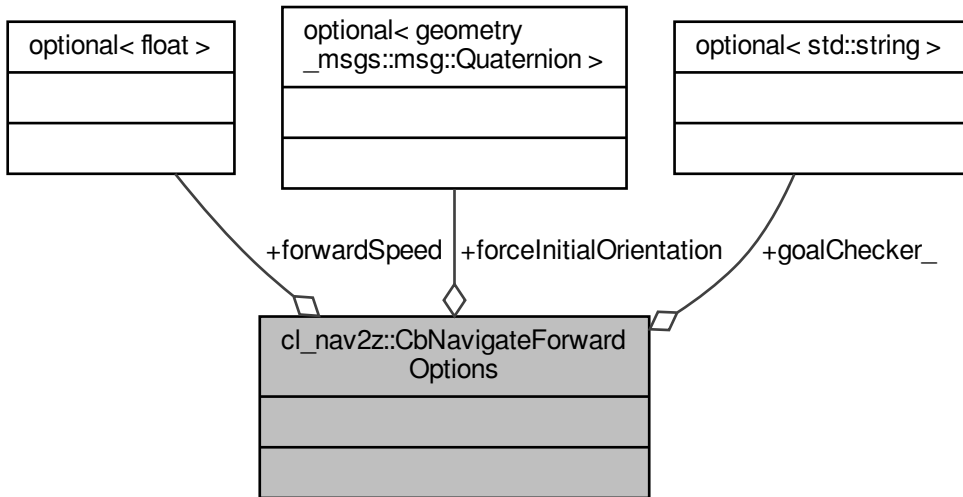 optional< float >
optional< geometry
_msgs::msg::Quaternion >
optional< std::string >
+forwardSpeed
+forceInitialOrientation
+goalChecker_
cl_nav2z::CbNavigateForward
Options